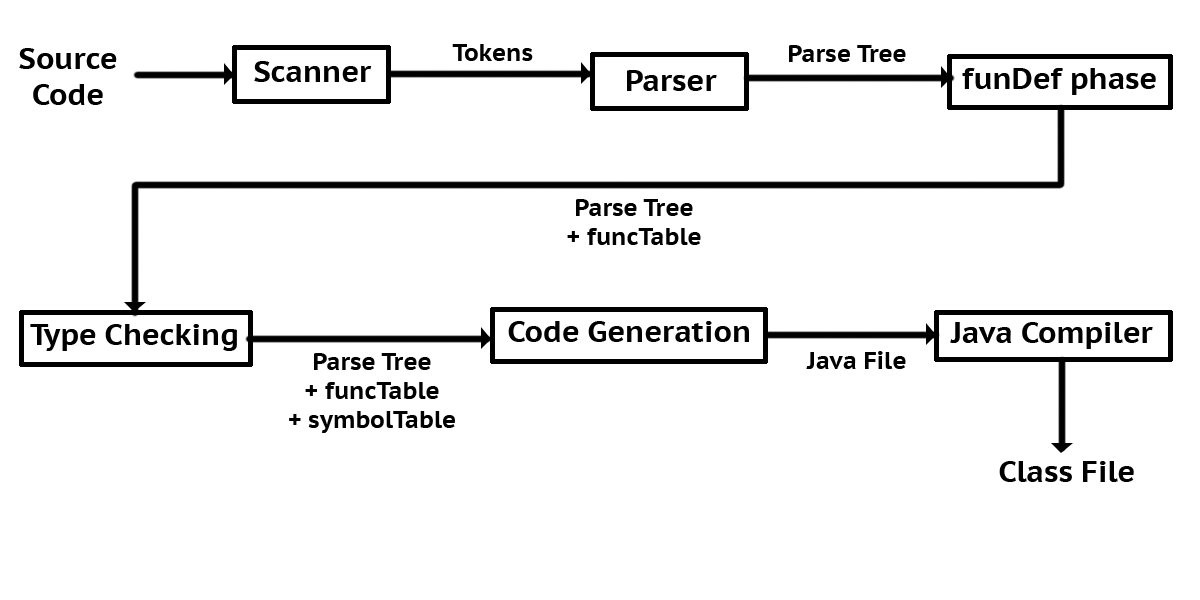 Source
Code
Scanner
Tokens
Parser
Parse Tree
funDef phase
Parse Tree
+ funcTable
Type Checking
Parse Tree
+ funcTable
+ symbolTable
Code Generation
Java File
Java Compiler
Class File